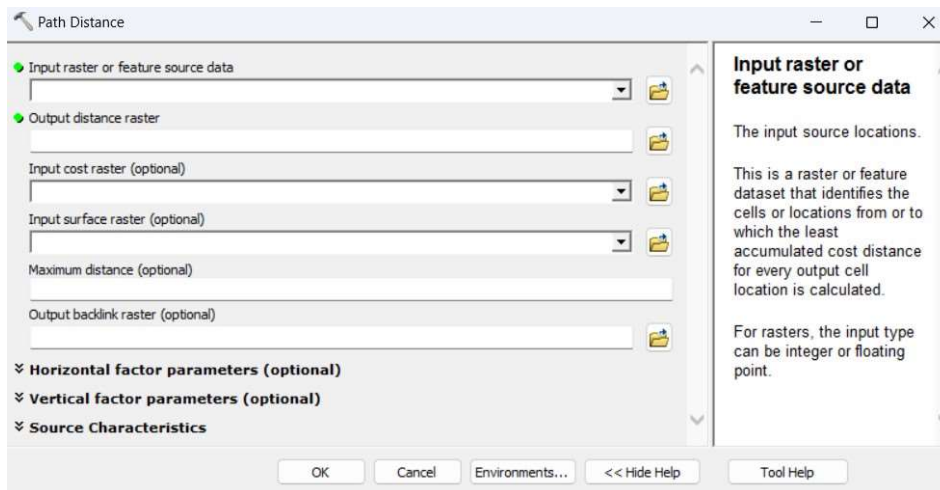 Path Distance
Input raster or feature source data
Output distance raster
Input cost raster (optional)
Input surface raster (optional)
Maximum distance (optional)
Output backlink raster (optional)
Horizontal factor parameters (optional)
Vertical factor parameters (optional)
Source Characteristics
OK
Cancel
Environments...
<< Hide Help
Input raster or
feature source data
The input source locations.
This is a raster or feature
dataset that identifies the
cells or locations from or to
which the least
accumulated cost distance
for every output cell
location is calculated.
For rasters, the input type
can be integer or floating
point.
Tool Help